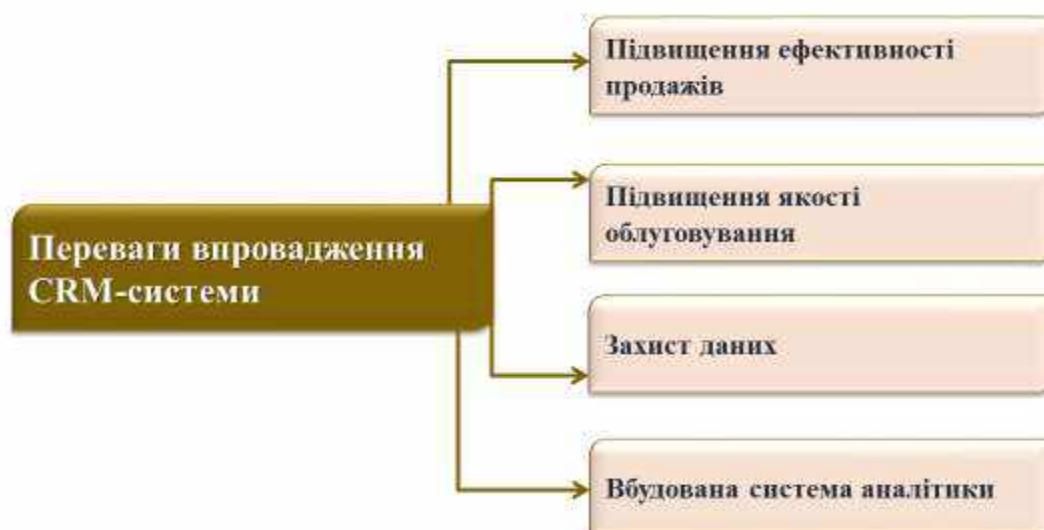 Підвищення ефективності
продажів
Підвищення якості
облуговування
Переваги впровадження
CRM-системи
Захист даних
Вбудована система аналітики